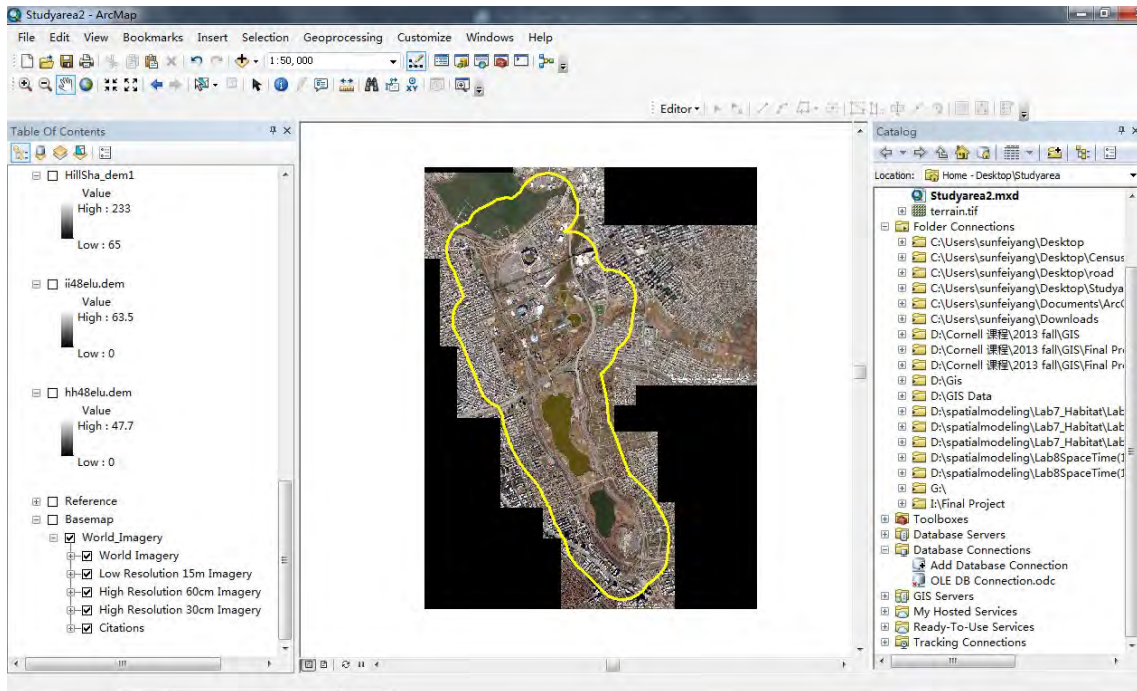 Studyarea2 - ArcMap
File Edit View Bookmarks Insert Selection Geoprocessing Customize Windows Help
1:50,000
Editor
Table Of Contents
HillSha_dem1
Value
High : 233
Low : 65
ii48elu.dem
Value
High : 63.5
Low : 0
hh48elu.dem
Value
High : 47.7
Low : 0
Reference
Basemap
World_Imagery
World Imagery
Low Resolution 15m Imagery
High Resolution 60cm Imagery
High Resolution 30cm Imagery
Citations
Catalog
Location: Home - Desktop\Studyarea
Studyarea2.mxd
terrain.tif
Folder Connections
C:\Users\sunfeiyang\Desktop
C:\Users\sunfeiyang\Desktop\Census
C:\Users\sunfeiyang\Desktop\road
C:\Users\sunfeiyang\Desktop\Studya
C:\Users\sunfeiyang\Documents\Arc
C:\Users\sunfeiyang\Downloads
D:\Cornell 课程\2013 fall\GIS
D:\Cornell 课程\2013 fall\GIS\Final Pr
D:\Cornell 课程\2013 fall\GIS\Final Pr
D:\Gis
D:\GIS Data
D:\spatialmodeling\Lab7_Habitat\Lab
D:\spatialmodeling\Lab7_Habitat\Lab
D:\spatialmodeling\Lab7_Habitat\Lab
D:\spatialmodeling\Lab8SpaceTime(1
D:\spatialmodeling\Lab8SpaceTime(1
G:\
I:\Final Project
Toolboxes
Database Servers
Database Connections
Add Database Connection
OLE DB Connection.odc
GIS Servers
My Hosted Services
Ready-To-Use Services
Tracking Connections